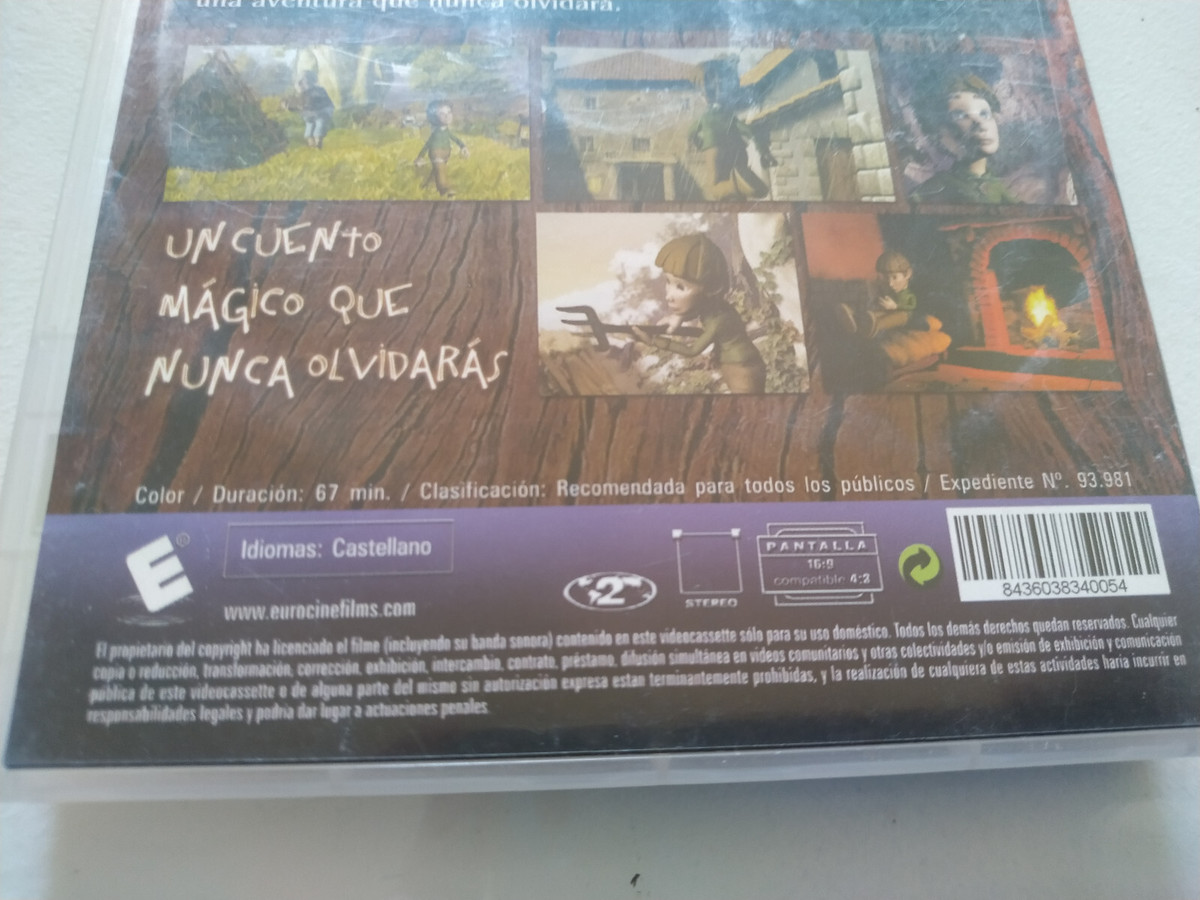 una aventura que nunca olvidará.
UN CUENTO
MÁGICO QUE
NUNCA OLVIDARÁS
Color / Duración: 67 min. / Clasificación: Recomendada para todos los públicos / Expediente Nº. 93.981
E®
Idiomas: Castellano
www.eurocinefilms.com
2
STEREO
PANTALLA
16:9
compatible 4:3
8436038340054
El propietario del copyright ha licenciado el filme (incluyendo su banda sonora) contenido en este videocassette sólo para su uso doméstico. Todos los demás derechos quedan reservados. Cualquier
copia o reducción, transformación, corrección, exhibición, intercambio, contrato, préstamo, difusión simultánea en videos comunitarios y otras colectividades y/o emisión de exhibición y comunicación
pública de este videocassette o de alguna parte del mismo sin autorización expresa estan terminantemente prohibidas, y la realización de cualquiera de estas actividades haría incurrir en
responsabilidades legales y podría dar lugar a actuaciones penales.